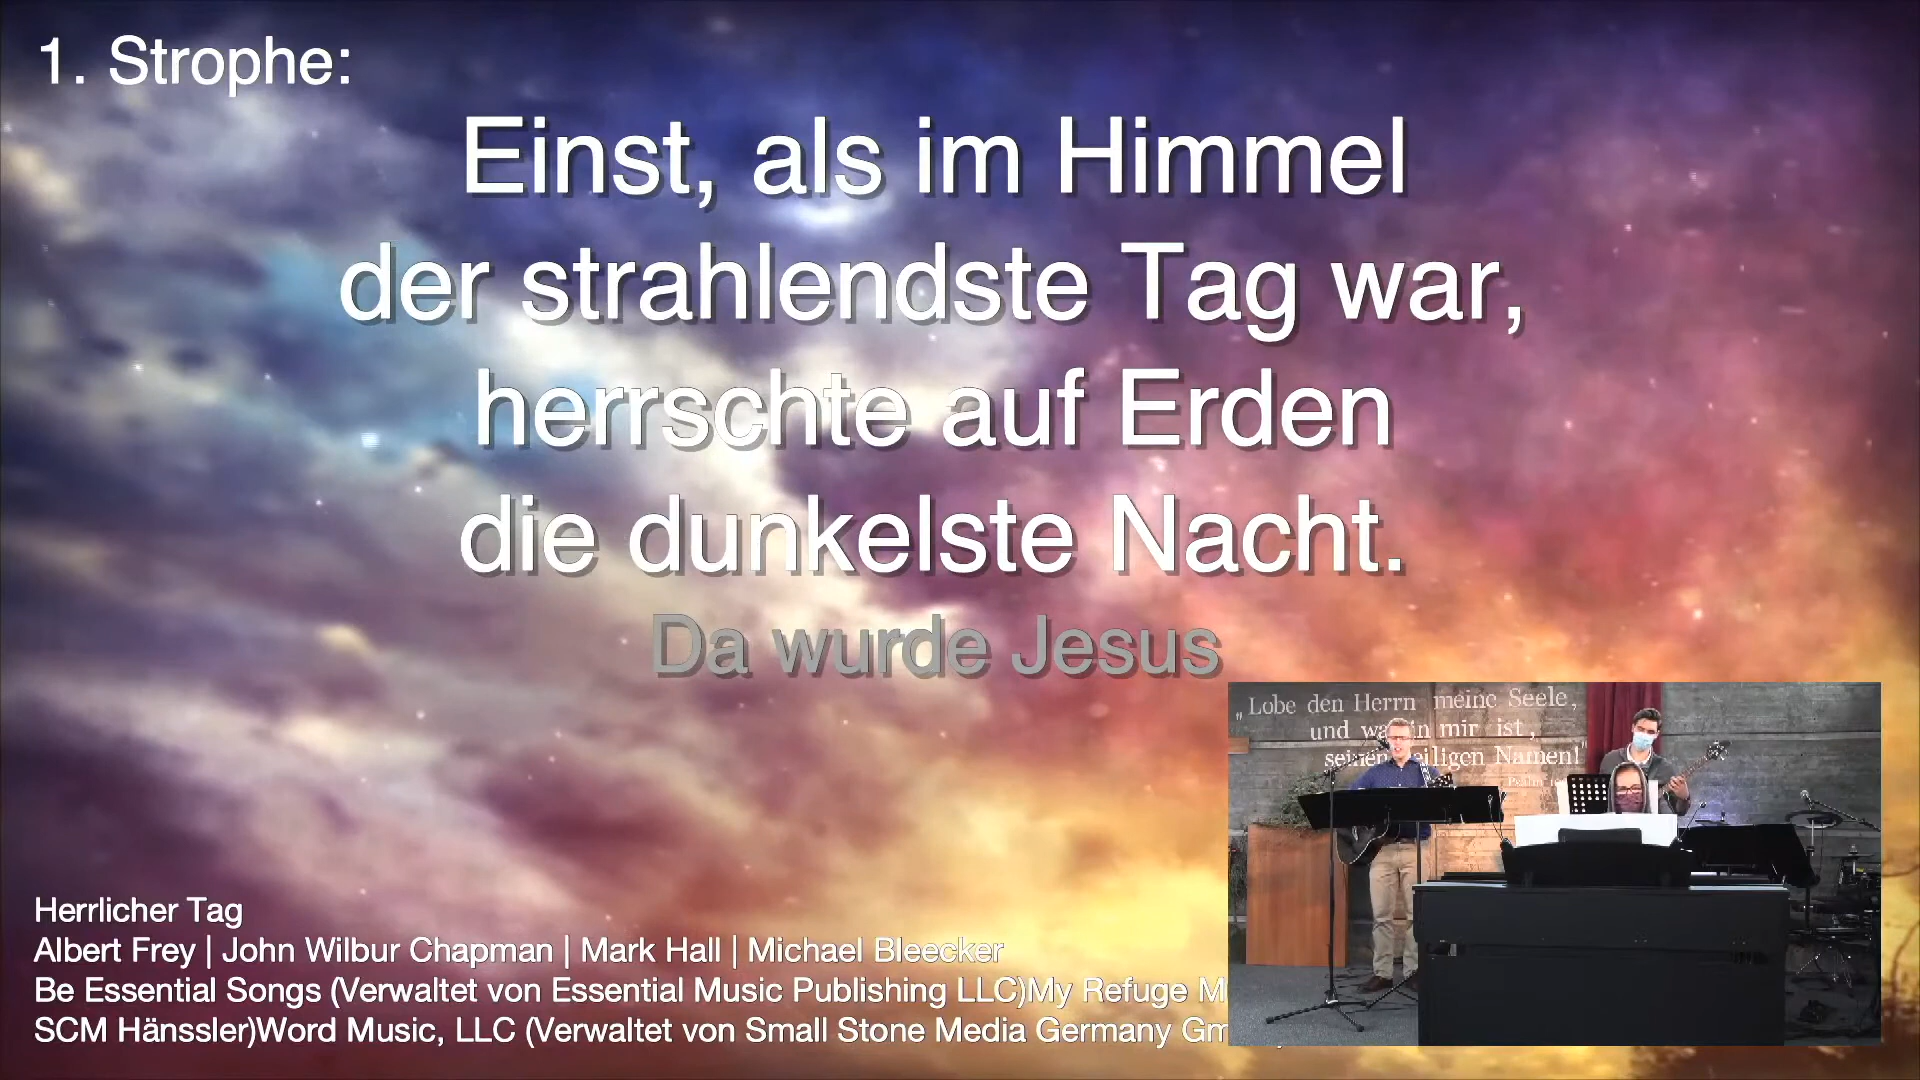 1. Strophe:
Einst, als im Himmel
der strahlendste Tag war,
herrschte auf Erden
die dunkelste Nacht.
Da wurde Jesus
„Lobe den Herrn meine Seele,
und in mir ist,
seinen Namen!"
Herrlicher Tag
Albert Frey | John Wilbur Chapman | Mark Hall | Michael Bleecker
Be Essential Songs (Verwaltet von Essential Music Publishing LLC)My Refuge
SCM Hänssler)Word Music, LLC (Verwaltet von Small Stone Media Germany